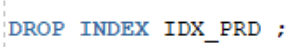 DROP INDEX IDX_PRD ;